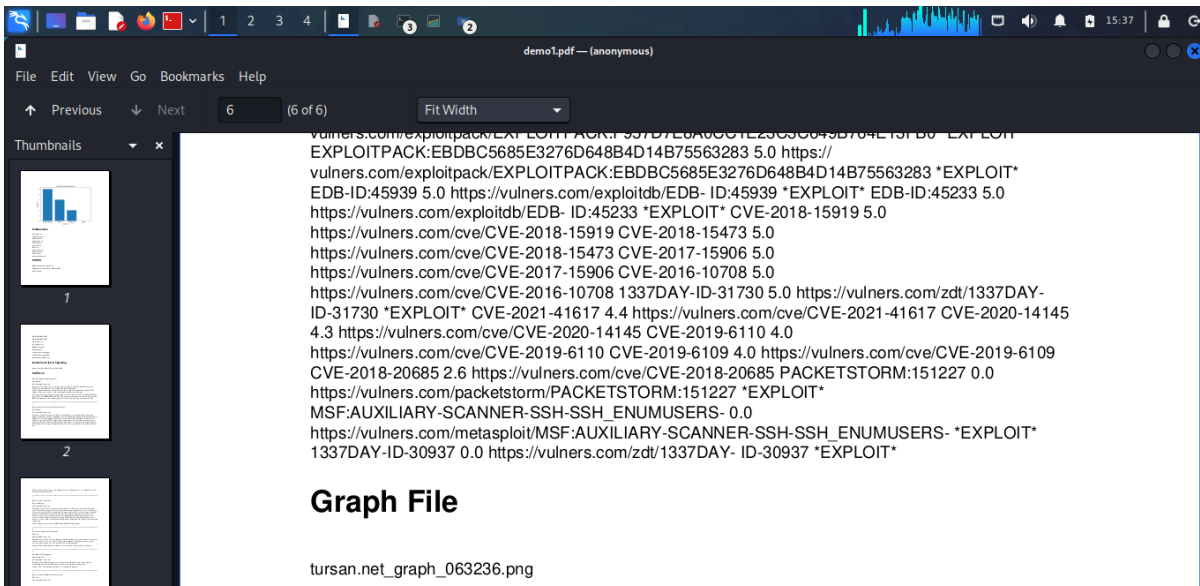 1 2 3 4 3 2 15:37
demo1.pdf — (anonymous)
File Edit View Go Bookmarks Help
Previous Next 6 (6 of 6) Fit Width
Thumbnails
1
2
EXPLOITPACK:EBDBC5685E3276D648B4D14B75563283 5.0 https://
vulners.com/exploitpack/EXPLOITPACK:EBDBC5685E3276D648B4D14B75563283 *EXPLOIT*
EDB-ID:45939 5.0 https://vulners.com/exploitdb/EDB- ID:45939 *EXPLOIT* EDB-ID:45233 5.0
https://vulners.com/exploitdb/EDB- ID:45233 *EXPLOIT* CVE-2018-15919 5.0
https://vulners.com/cve/CVE-2018-15919 CVE-2018-15473 5.0
https://vulners.com/cve/CVE-2018-15473 CVE-2017-15906 5.0
https://vulners.com/cve/CVE-2017-15906 CVE-2016-10708 5.0
https://vulners.com/cve/CVE-2016-10708 1337DAY-ID-31730 5.0 https://vulners.com/zdt/1337DAY-
ID-31730 *EXPLOIT* CVE-2021-41617 4.4 https://vulners.com/cve/CVE-2021-41617 CVE-2020-14145
4.3 https://vulners.com/cve/CVE-2020-14145 CVE-2019-6110 4.0
https://vulners.com/cve/CVE-2019-6110 CVE-2019-6109 4.0 https://vulners.com/cve/CVE-2019-6109
CVE-2018-20685 2.6 https://vulners.com/cve/CVE-2018-20685 PACKETSTORM:151227 0.0
https://vulners.com/packetstorm/PACKETSTORM:151227 *EXPLOIT*
MSF:AUXILIARY-SCANNER-SSH-SSH_ENUMUSERS- 0.0
https://vulners.com/metasploit/MSF:AUXILIARY-SCANNER-SSH-SSH_ENUMUSERS- *EXPLOIT*
1337DAY-ID-30937 0.0 https://vulners.com/zdt/1337DAY- ID-30937 *EXPLOIT*
Graph File
tursan.net_graph_063236.png